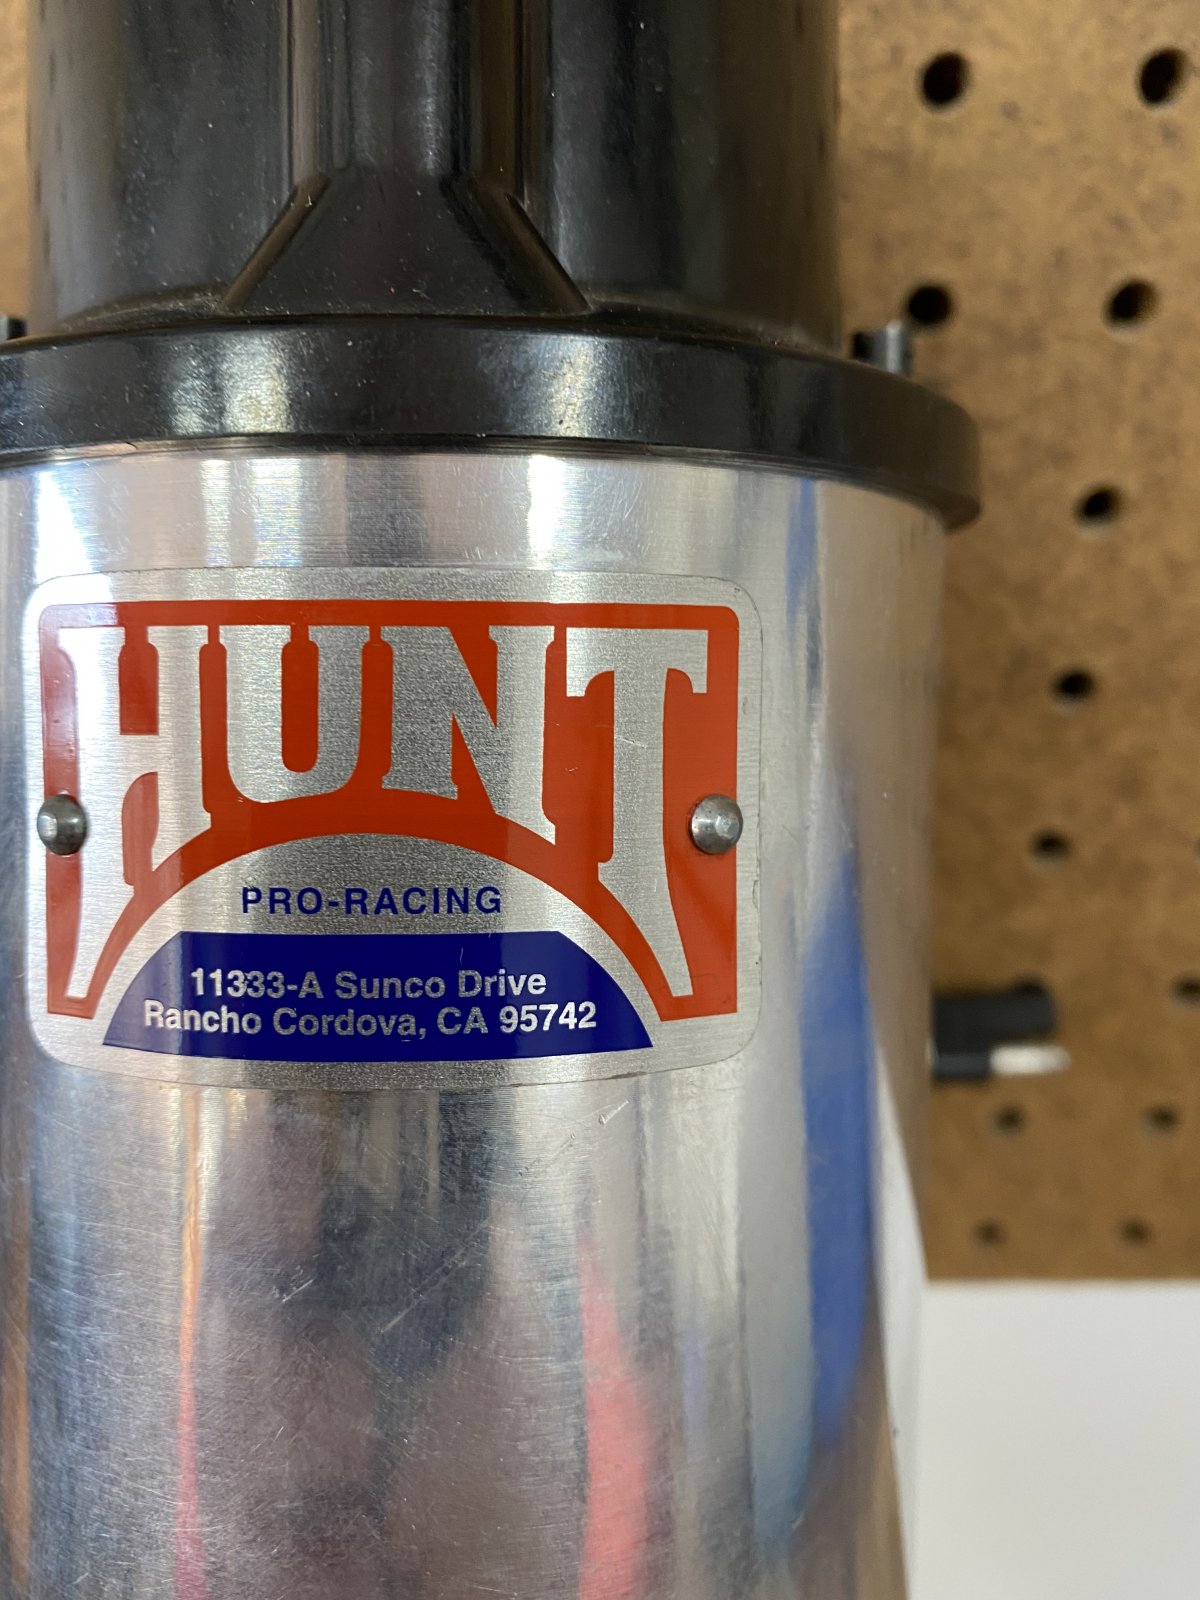 HUNT
PRO-RACING
11333-A Sunco Drive
Rancho Cordova, CA 95742